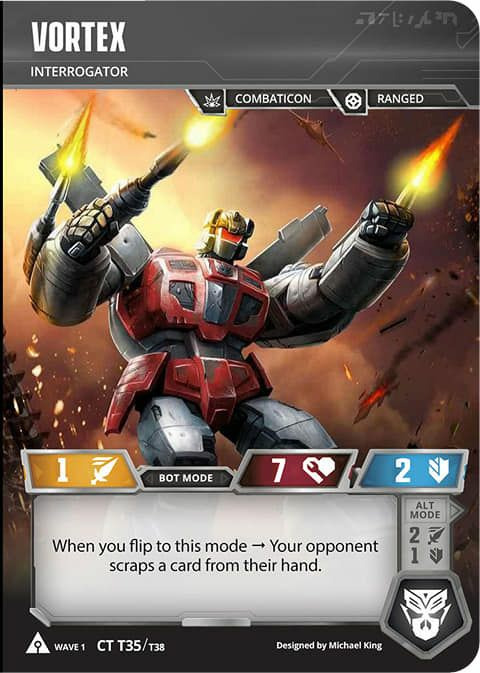 VORTEX
INTERROGATOR
COMBATICON
RANGED
1
BOT MODE
7
2
ALT
MODE
2
1
When you flip to this mode → Your opponent
scraps a card from their hand.
WAVE 1 CT T35/T38
Designed by Michael King